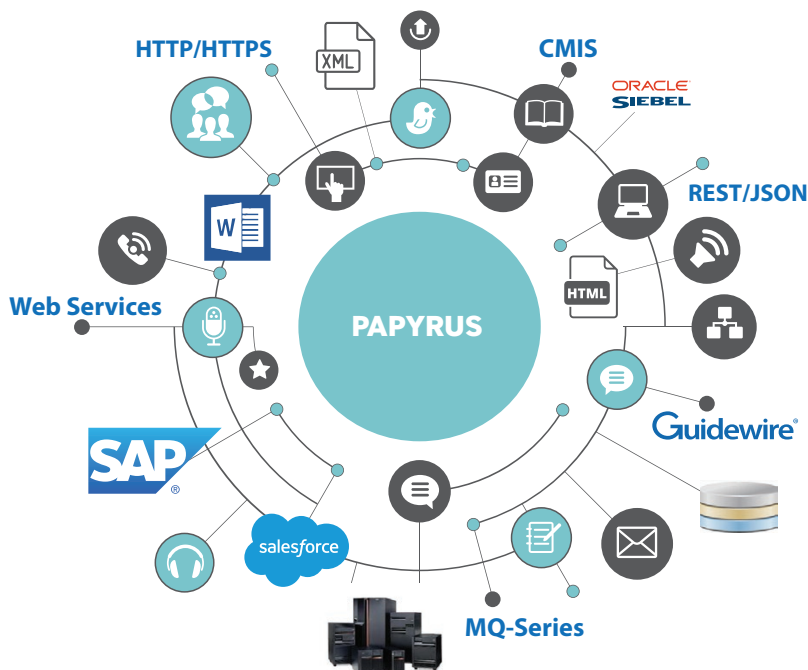 HTTP/HTTPS
XML
CMIS
ORACLE
SIEBEL
REST/JSON
W
HTML
Web Services
PAPYRUS
Guidewire®
SAP®
salesforce
MQ-Series